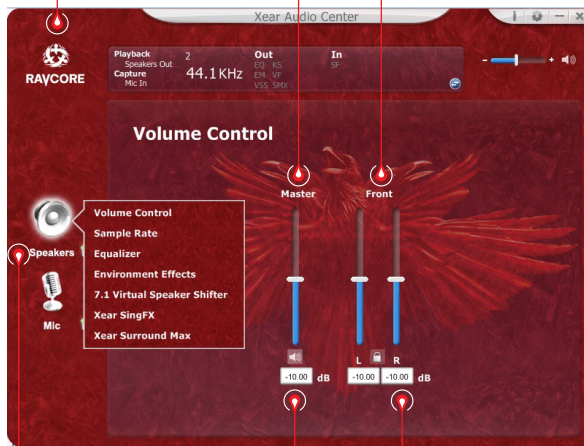 Xear Audio Center
RAVCORE
Playback 2 Out In
Speakers Out EQ KS SF
Capture 44.1KHz EM VF
Mic In VSS SMX
- +
Volume Control
Master Front
Volume Control
Sample Rate
Speakers
Equalizer
Environment Effects
7.1 Virtual Speaker Shifter
Xear SingFX
Mic
Xear Surround Max
L R
-10.00 dB -10.00 -10.00 dB